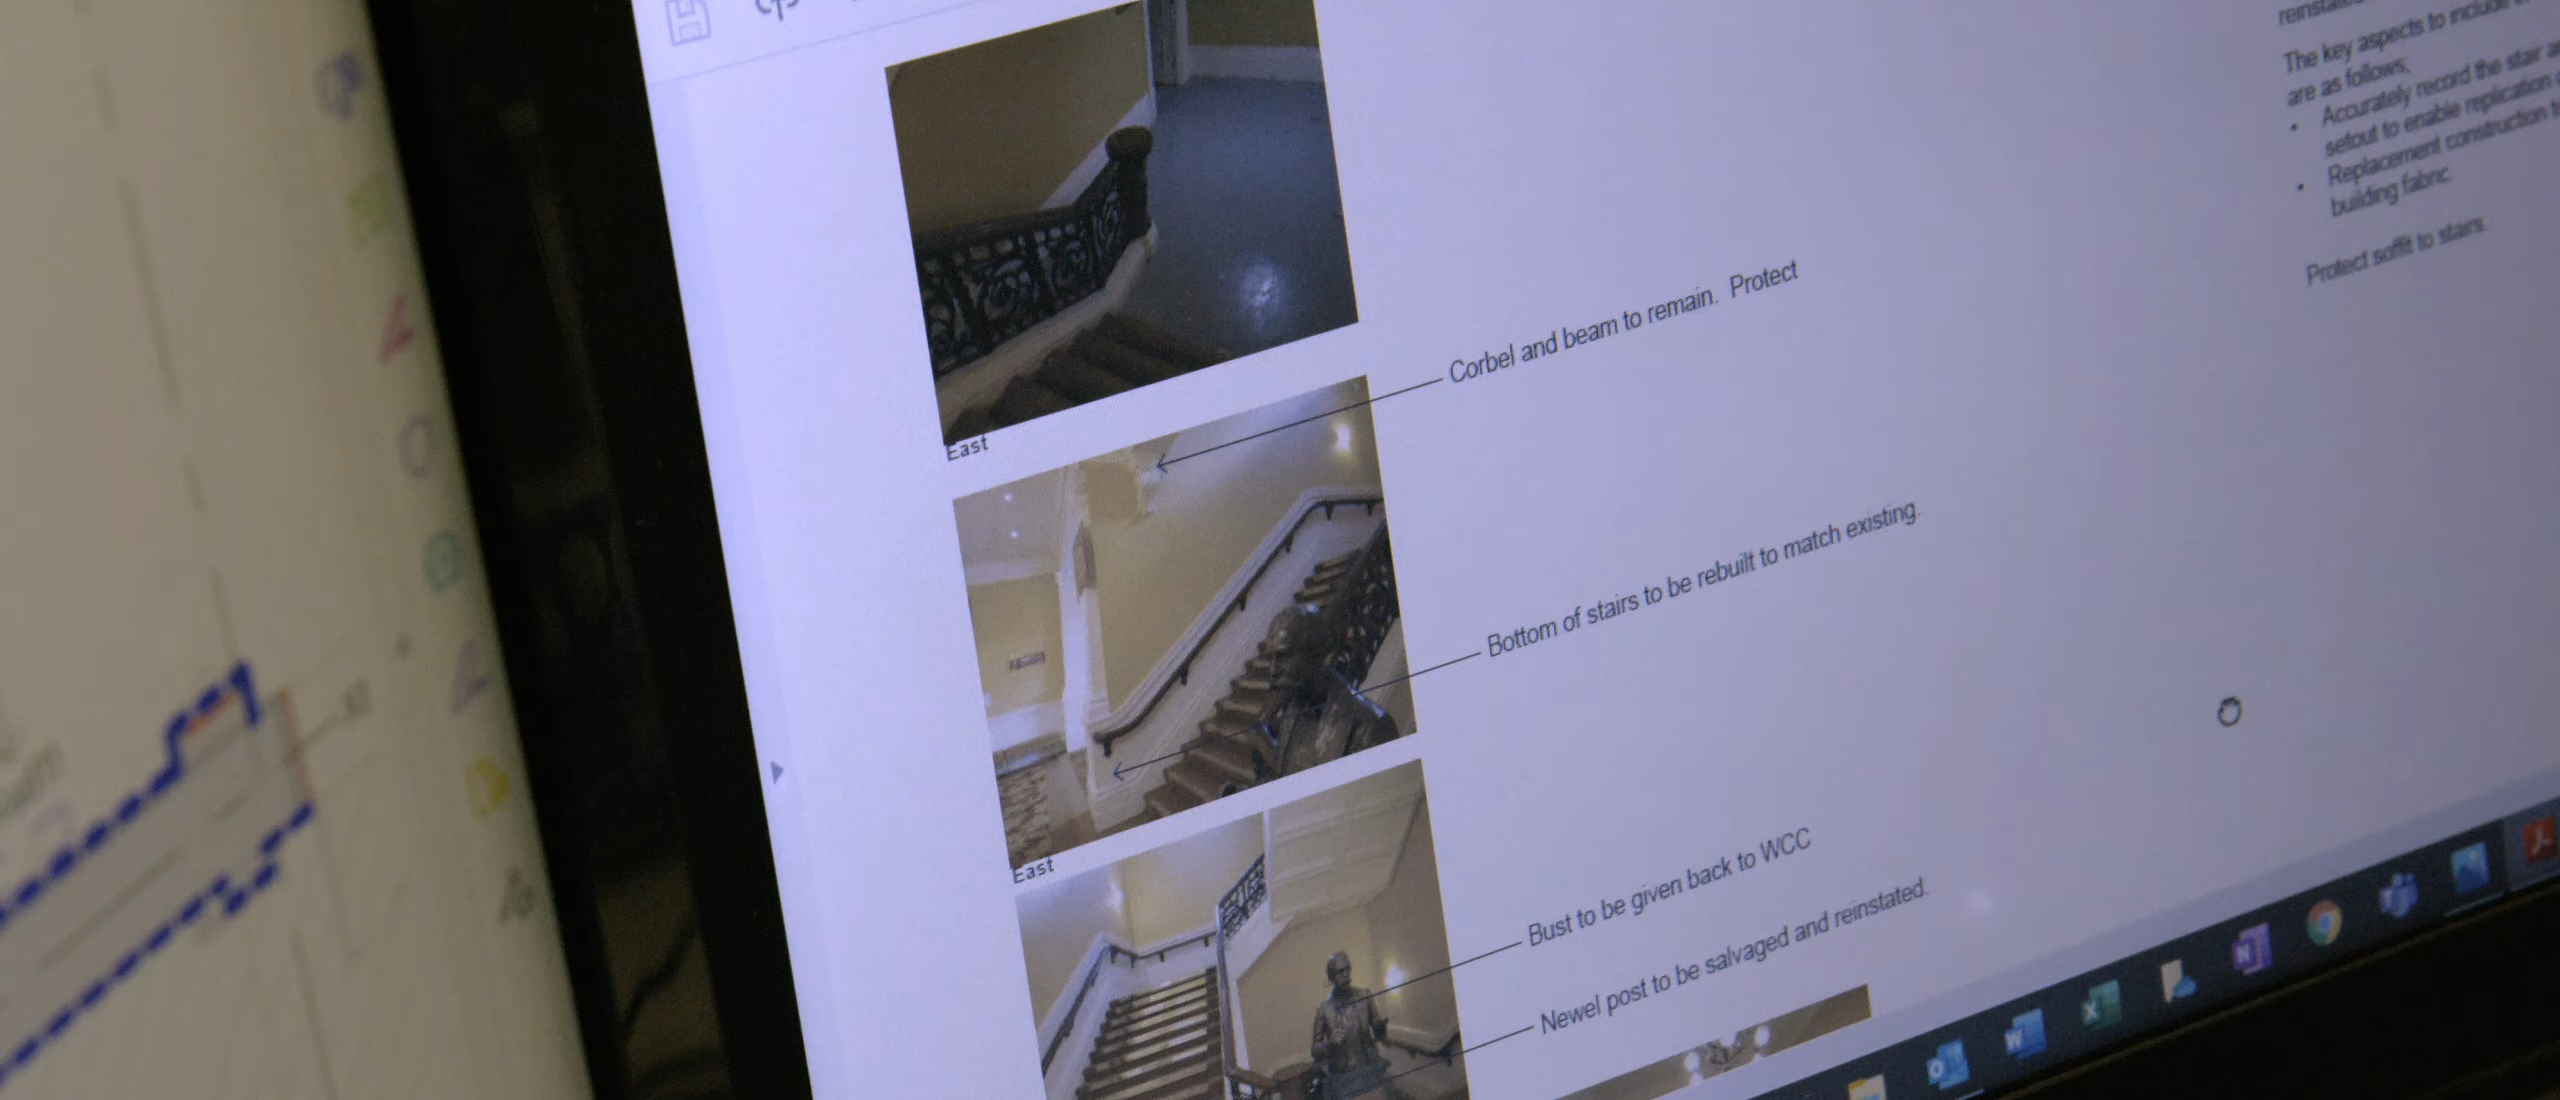 East
Corbel and beam to remain. Protect
East
Bottom of stairs to be rebuilt to match existing.
Bust to be given back to WCC
Newel post to be salvaged and reinstated.
The key aspects to include
are as follows;
• Accurately record the stair
setout to enable replication
• Replacement construction
building fabric.
Protect soffit to stairs.